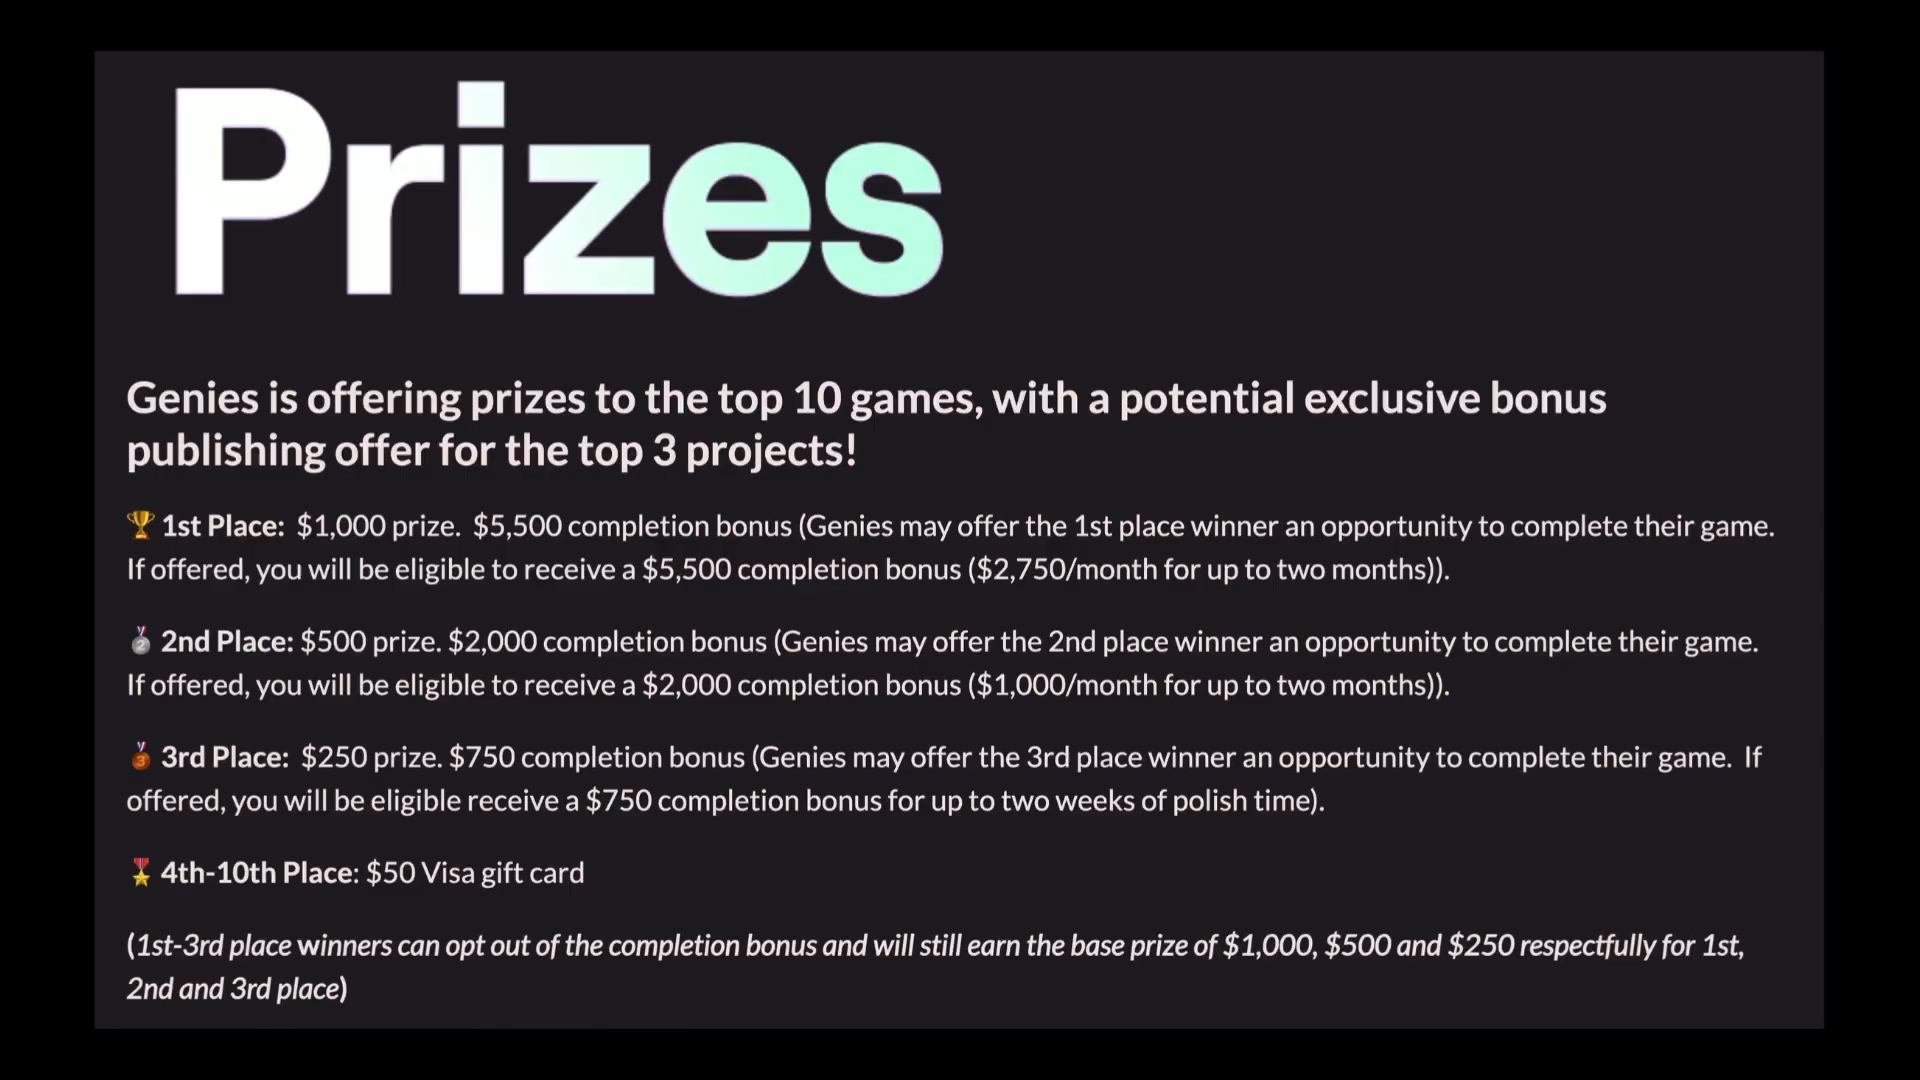 Prizes
Genies is offering prizes to the top 10 games, with a potential exclusive bonus
publishing offer for the top 3 projects!
🏆 1st Place: $1,000 prize. $5,500 completion bonus (Genies may offer the 1st place winner an opportunity to complete their game.
If offered, you will be eligible to receive a $5,500 completion bonus ($2,750/month for up to two months)).
🥈 2nd Place: $500 prize. $2,000 completion bonus (Genies may offer the 2nd place winner an opportunity to complete their game.
If offered, you will be eligible to receive a $2,000 completion bonus ($1,000/month for up to two months)).
🥉 3rd Place: $250 prize. $750 completion bonus (Genies may offer the 3rd place winner an opportunity to complete their game. If
offered, you will be eligible receive a $750 completion bonus for up to two weeks of polish time).
🎖️ 4th-10th Place: $50 Visa gift card
(1st-3rd place winners can opt out of the completion bonus and will still earn the base prize of $1,000, $500 and $250 respectfully for 1st,
2nd and 3rd place)